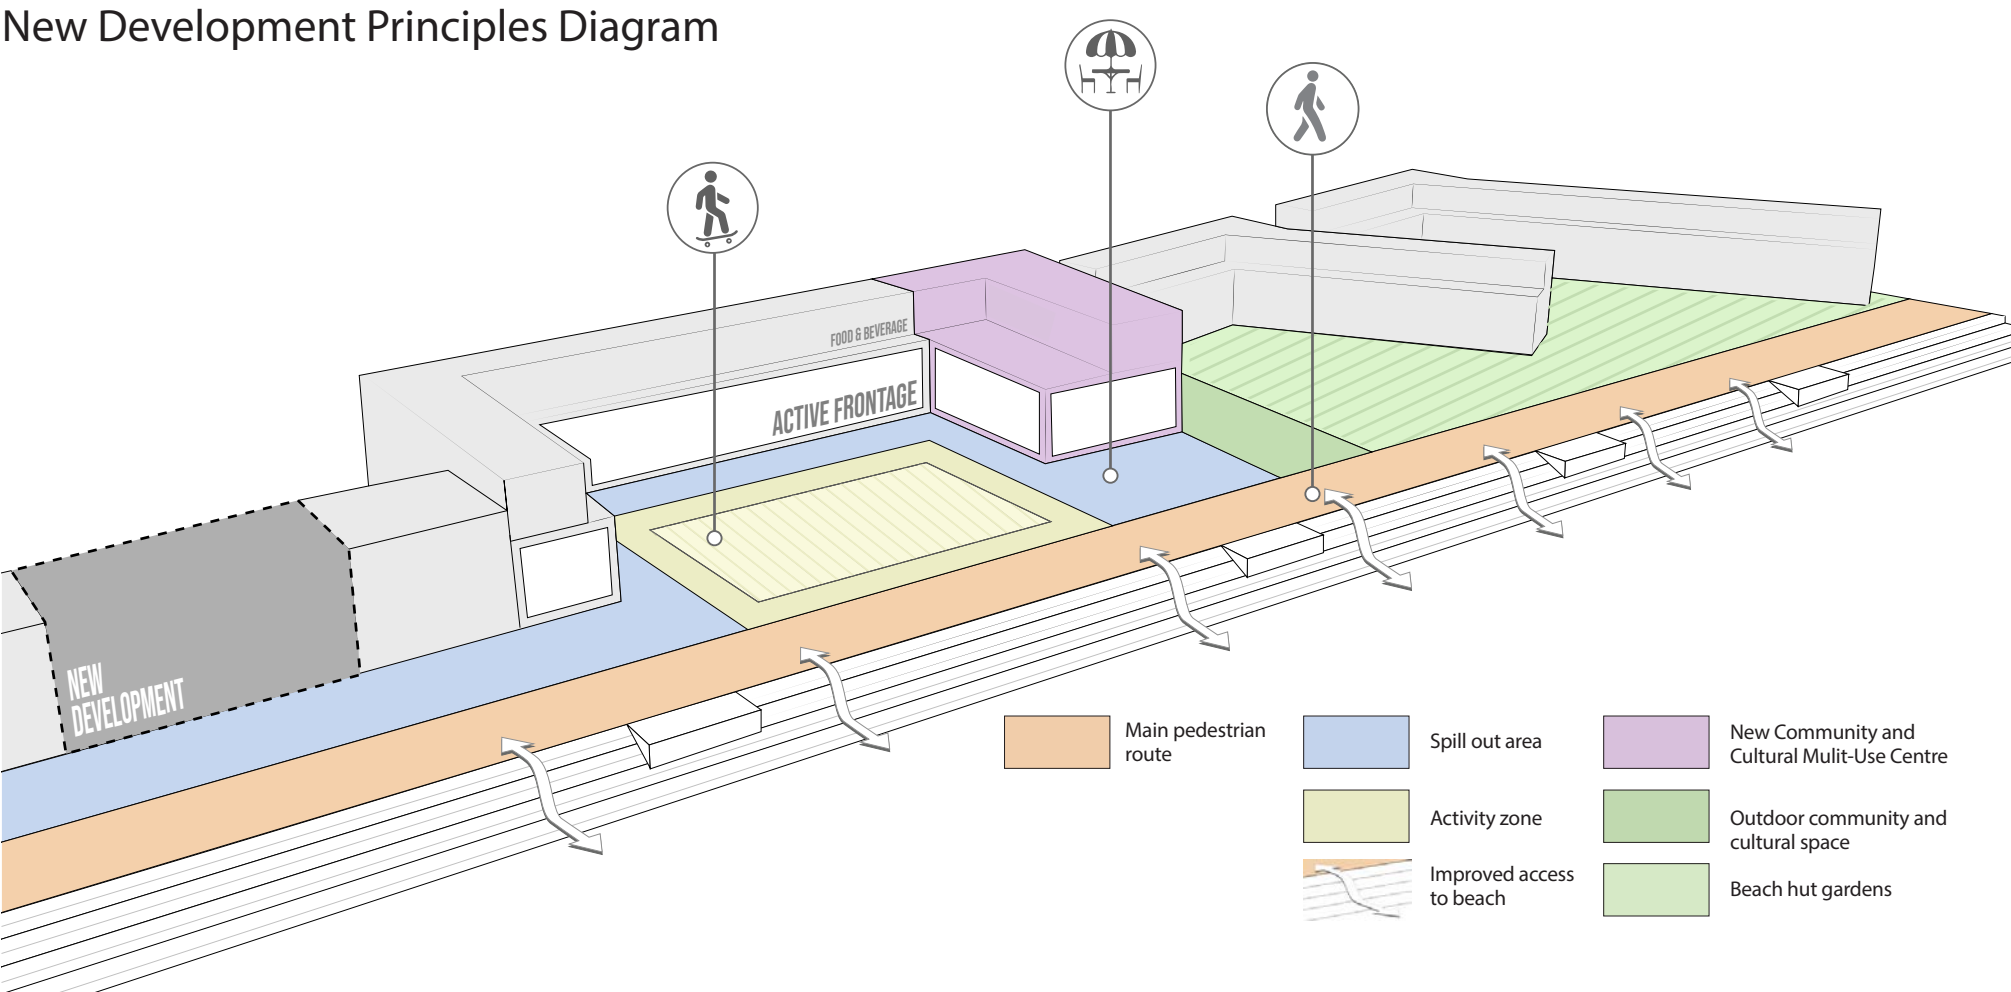 New Development Principles Diagram
FOOD & BEVERAGE
ACTIVE FRONTAGE
NEW
DEVELOPMENT
Main pedestrian
route
Spill out area
Activity zone
Improved access
to beach
New Community and
Cultural Mulit-Use Centre
Outdoor community and
cultural space
Beach hut gardens